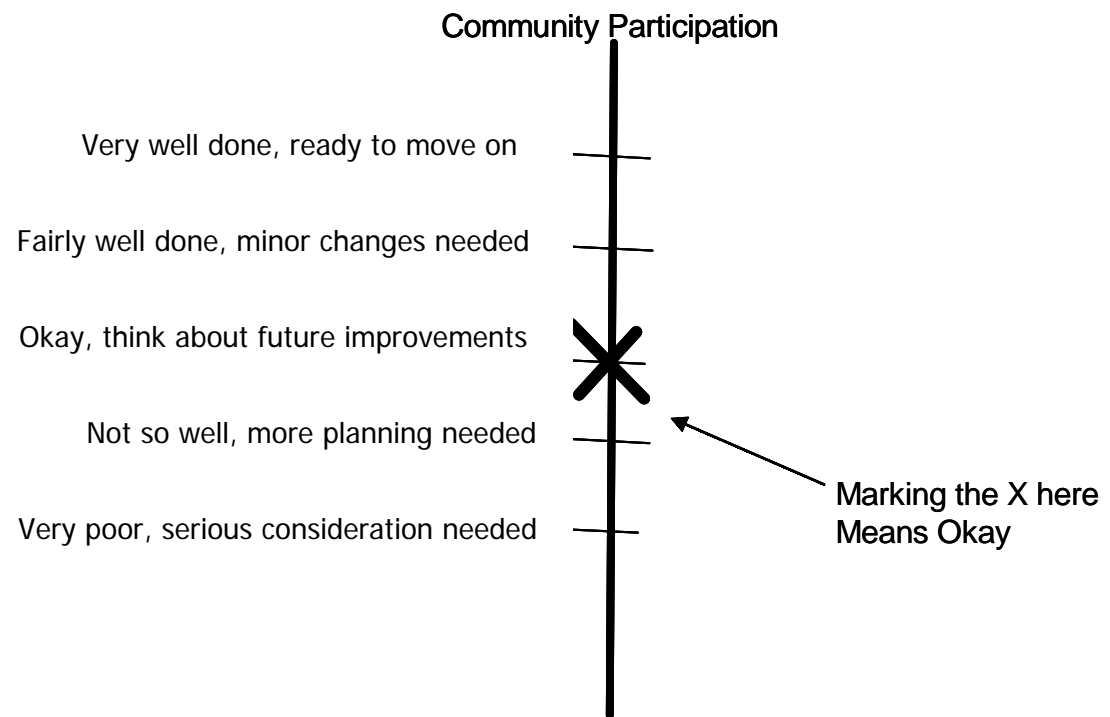 Community Participation
Very well done, ready to move on
Fairly well done, minor changes needed
Okay, think about future improvements
Not so well, more planning needed
Very poor, serious consideration needed
Marking the X here
Means Okay